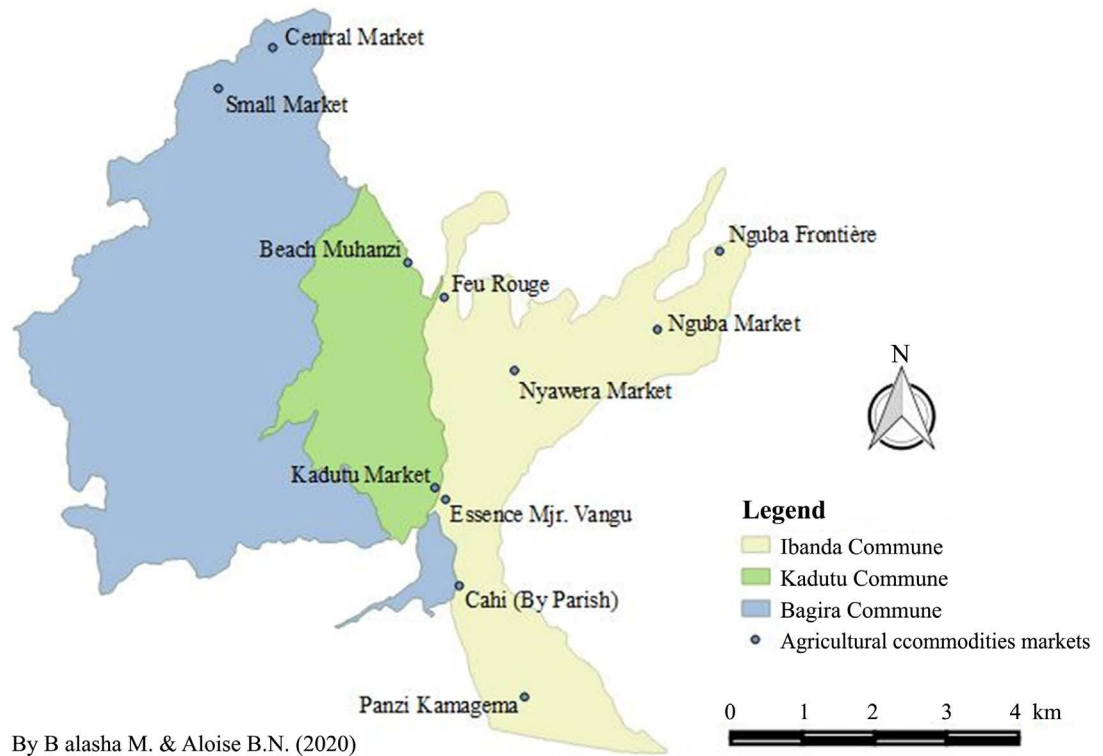 Central Market
Small Market
Beach Muhanzi
Nguba Frontière
Feu Rouge
Nguba Market
Nyawera Market
N
Kadutu Market
Essence Mjr. Vangu
Legend
Ibanda Commune
Kadutu Commune
Bagira Commune
Agricultural ccommodities markets
Cahi (By Parish)
Panzi Kamagema
0 1 2 3 4 km
By B alasha M. & Aloise B.N. (2020)